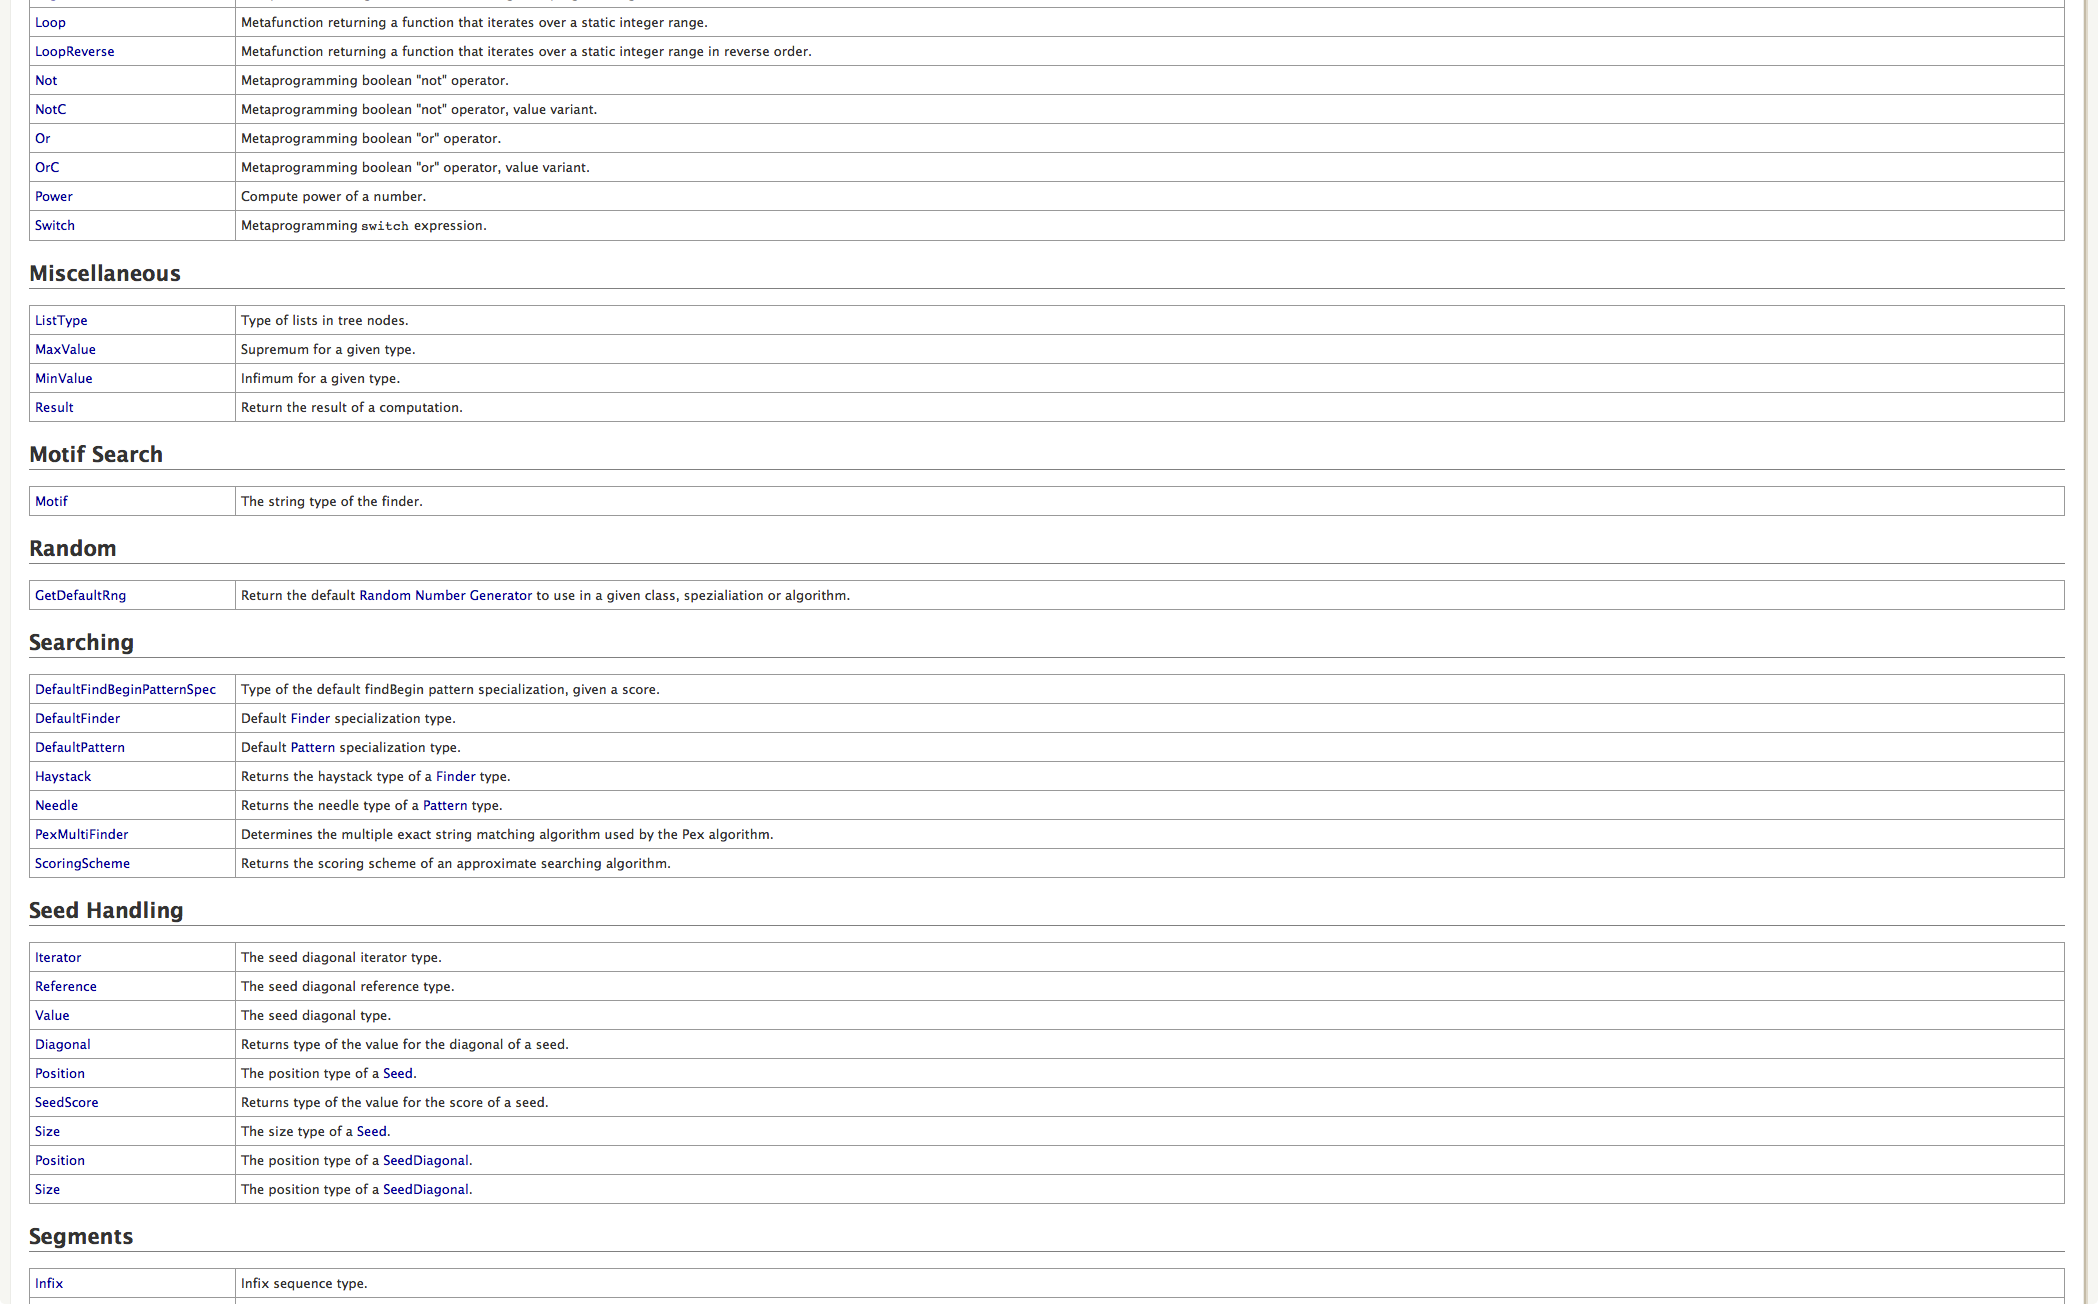 Loop Metafunction returning a function that iterates over a static integer range.
LoopReverse Metafunction returning a function that iterates over a static integer range in reverse order.
Not Metaprogramming boolean "not" operator.
NotC Metaprogramming boolean "not" operator, value variant.
Or Metaprogramming boolean "or" operator.
OrC Metaprogramming boolean "or" operator, value variant.
Power Compute power of a number.
Switch Metaprogramming switch expression.
Miscellaneous
ListType Type of lists in tree nodes.
MaxValue Supremum for a given type.
MinValue Infimum for a given type.
Result Return the result of a computation.
Motif Search
Motif The string type of the finder.
Random
GetDefaultRng Return the default Random Number Generator to use in a given class, spezialiation or algorithm.
Searching
DefaultFindBeginPatternSpec Type of the default findBegin pattern specialization, given a score.
DefaultFinder Default Finder specialization type.
DefaultPattern Default Pattern specialization type.
Haystack Returns the haystack type of a Finder type.
Needle Returns the needle type of a Pattern type.
PexMultiFinder Determines the multiple exact string matching algorithm used by the Pex algorithm.
ScoringScheme Returns the scoring scheme of an approximate searching algorithm.
Seed Handling
Iterator The seed diagonal iterator type.
Reference The seed diagonal reference type.
Value The seed diagonal type.
Diagonal Returns type of the value for the diagonal of a seed.
Position The position type of a Seed.
SeedScore Returns type of the value for the score of a seed.
Size The size type of a Seed.
Position The position type of a SeedDiagonal.
Size The position type of a SeedDiagonal.
Segments
Infix Infix sequence type.